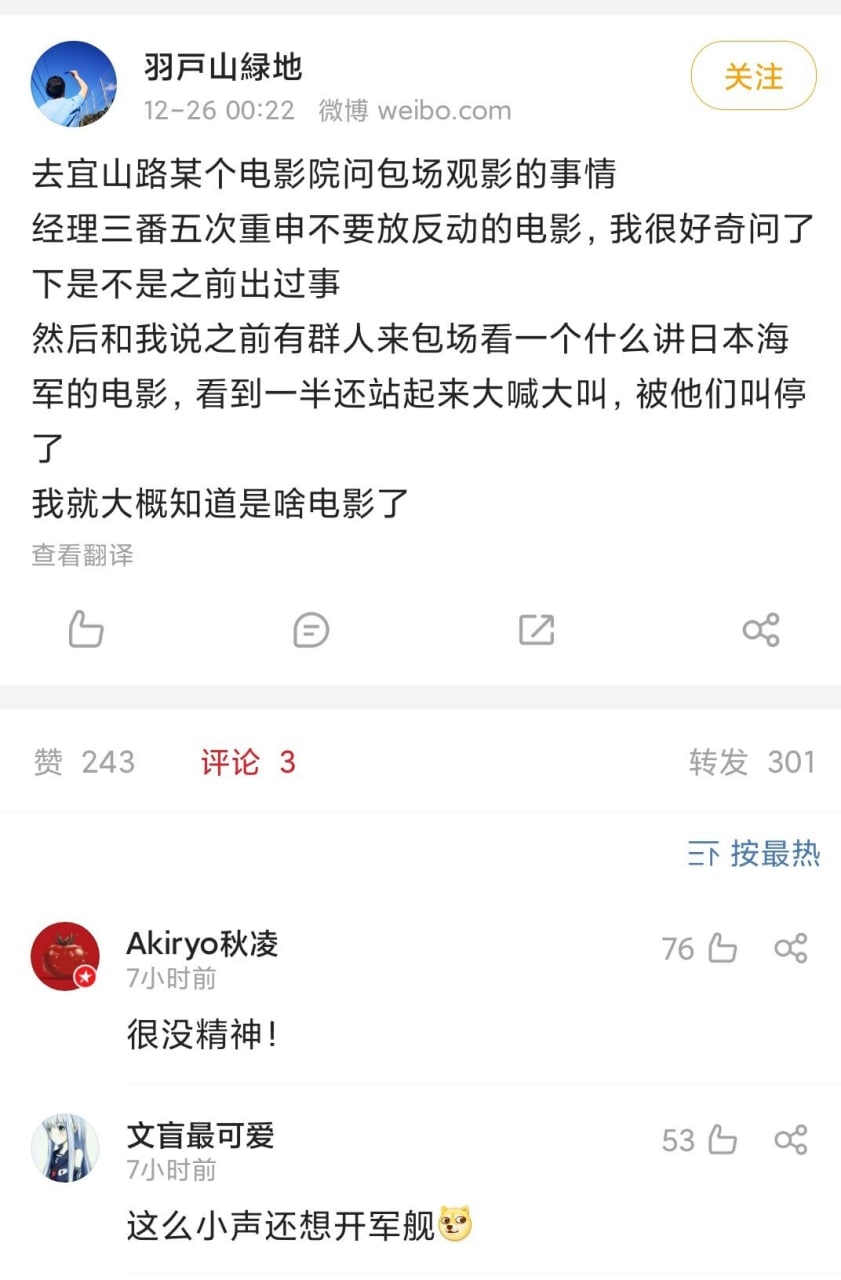 羽戸山緑地
关注
12-26 00:22 微博 weibo.com
去宜山路某个电影院问包场观影的事情
经理三番五次重申不要放反动的电影，我很好奇问了
下是不是之前出过事
然后和我说之前有群人来包场看一个什么讲日本海
军的电影，看到一半还站起来大喊大叫，被他们叫停
了
我就大概知道是啥电影了
查看翻译
赞 243 评论 3 转发 301
按最热
Akiryo秋凌
76
7小时前
很没精神！
文盲最可爱
53
7小时前
这么小声还想开军舰